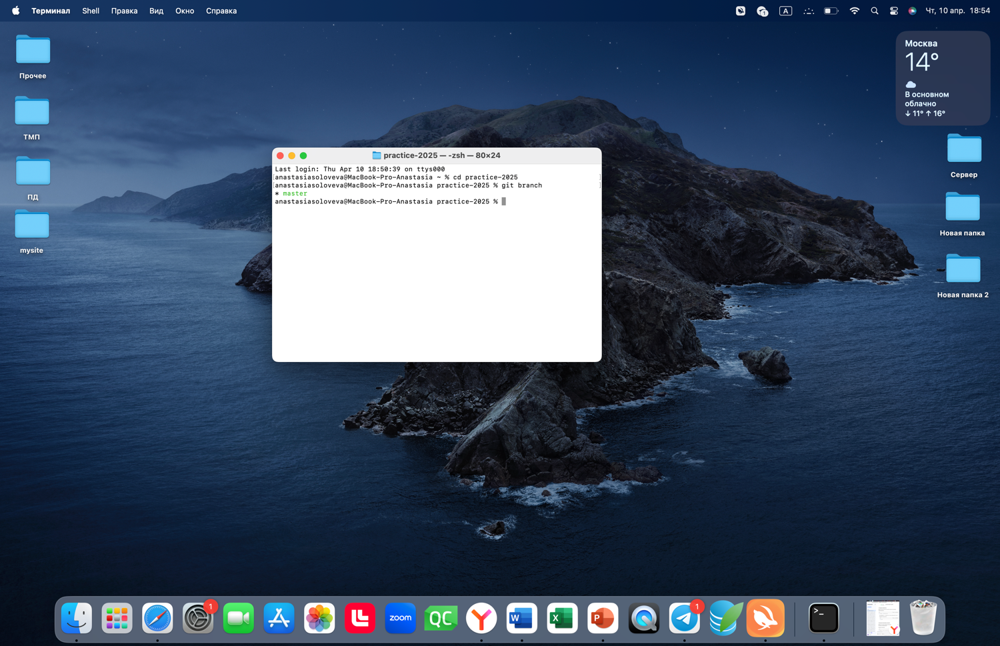 Терминал Shell Правка Вид Окно Справка
1 A Чт, 10 апр. 18:54
Прочее
ТМП
ПД
mysite
Москва
14°
В основном
облачно
↓ 11° ↑ 16°
Сервер
Новая папка
Новая папка 2
practice-2025 — -zsh — 80×24
Last login: Thu Apr 10 18:50:39 on ttys000
[anastasiasoloveva@MacBook-Pro-Anastasia ~ % cd practice-2025 ]
[anastasiasoloveva@MacBook-Pro-Anastasia practice-2025 % git branch ]
* master
anastasiasoloveva@MacBook-Pro-Anastasia practice-2025 %
1
zoom
QC
W
X
P
1
>_